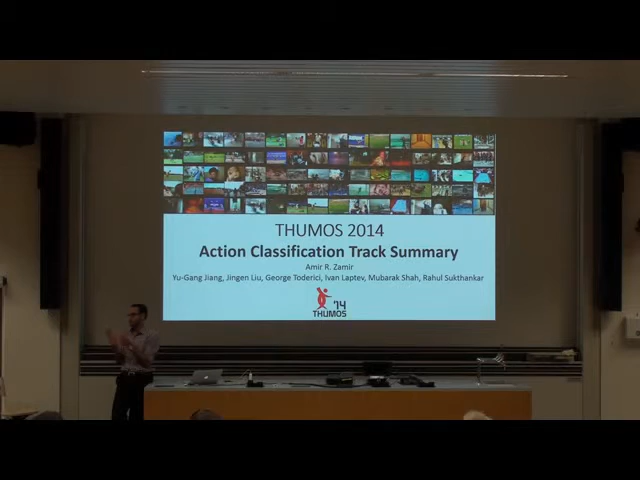 THUMOS 2014
Action Classification Track Summary
Amir R. Zamir
Yu-Gang Jiang, Jingen Liu, George Toderici, Ivan Laptev, Mubarak Shah, Rahul Sukthankar
'14
THUMOS